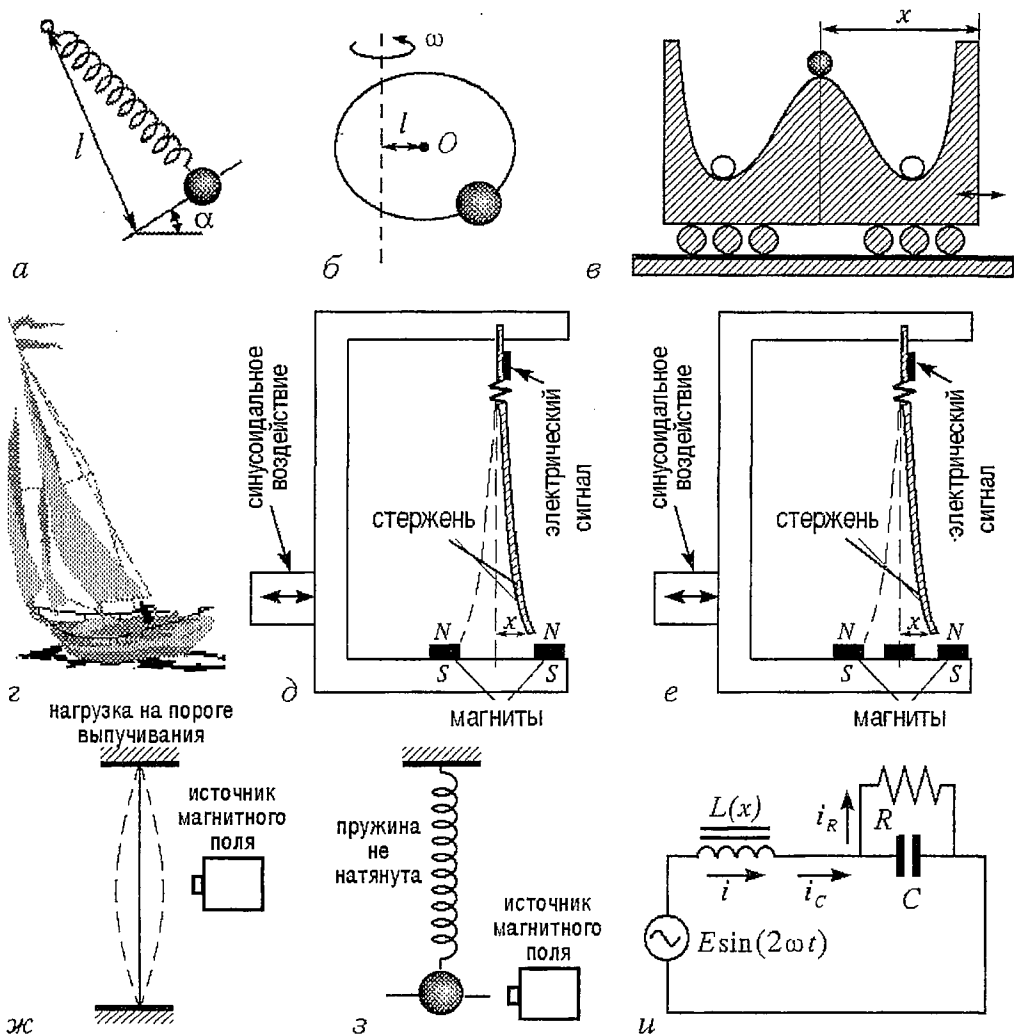 l
α
а
ω
l
O
б
x
в
г
синусоидальное
воздействие
электрический
сигнал
стержень
x
N
N
S
S
магниты
д
синусоидальное
воздействие
электрический
сигнал
стержень
x
N
N
S
S
магниты
е
нагрузка на пороге
выпучивания
источник
магнитного
поля
ж
пружина
не
натянута
источник
магнитного
поля
з
L(x)
i_R
R
i
i_C
C
E sin(2ωt)
и